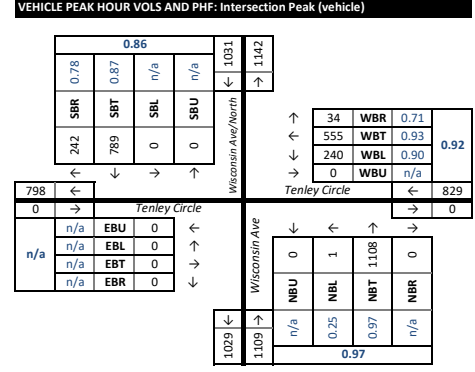 VEHICLE PEAK HOUR VOLS AND PHF: Intersection Peak (vehicle)
0.86
0.78 0.87 n/a n/a
SBR SBT SBL SBU
242 789 0 0
← ↓ → ↑
1031 1142
↓ ↑
Wisconsin Ave/North
↑ 34 WBR 0.71
← 555 WBT 0.93
↓ 240 WBL 0.90
→ 0 WBU n/a
0.92
798 ← Tenley Circle ← 829
0 → Tenley Circle → 0
n/a
n/a EBU 0 ←
n/a EBL 0 ↑
n/a EBT 0 →
n/a EBR 0 ↓
Wisconsin Ave
↓ ← ↑ →
0 1 1108 0
NBU NBL NBT NBR
n/a 0.25 0.97 n/a
0.97
↓ ↑
1029 1109